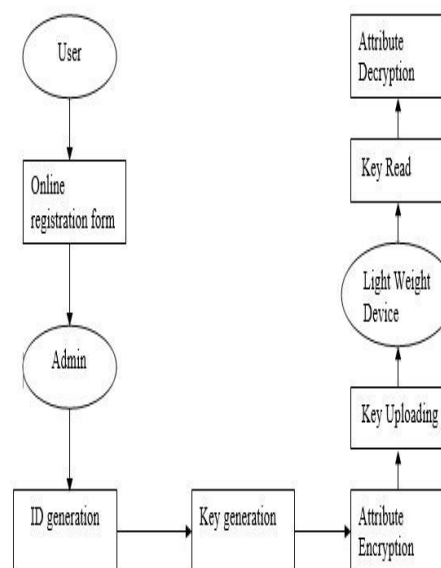 User
Online
registration form
Admin
ID generation
Key generation
Attribute
Encryption
Key Uploading
Light Weight
Device
Key Read
Attribute
Decryption